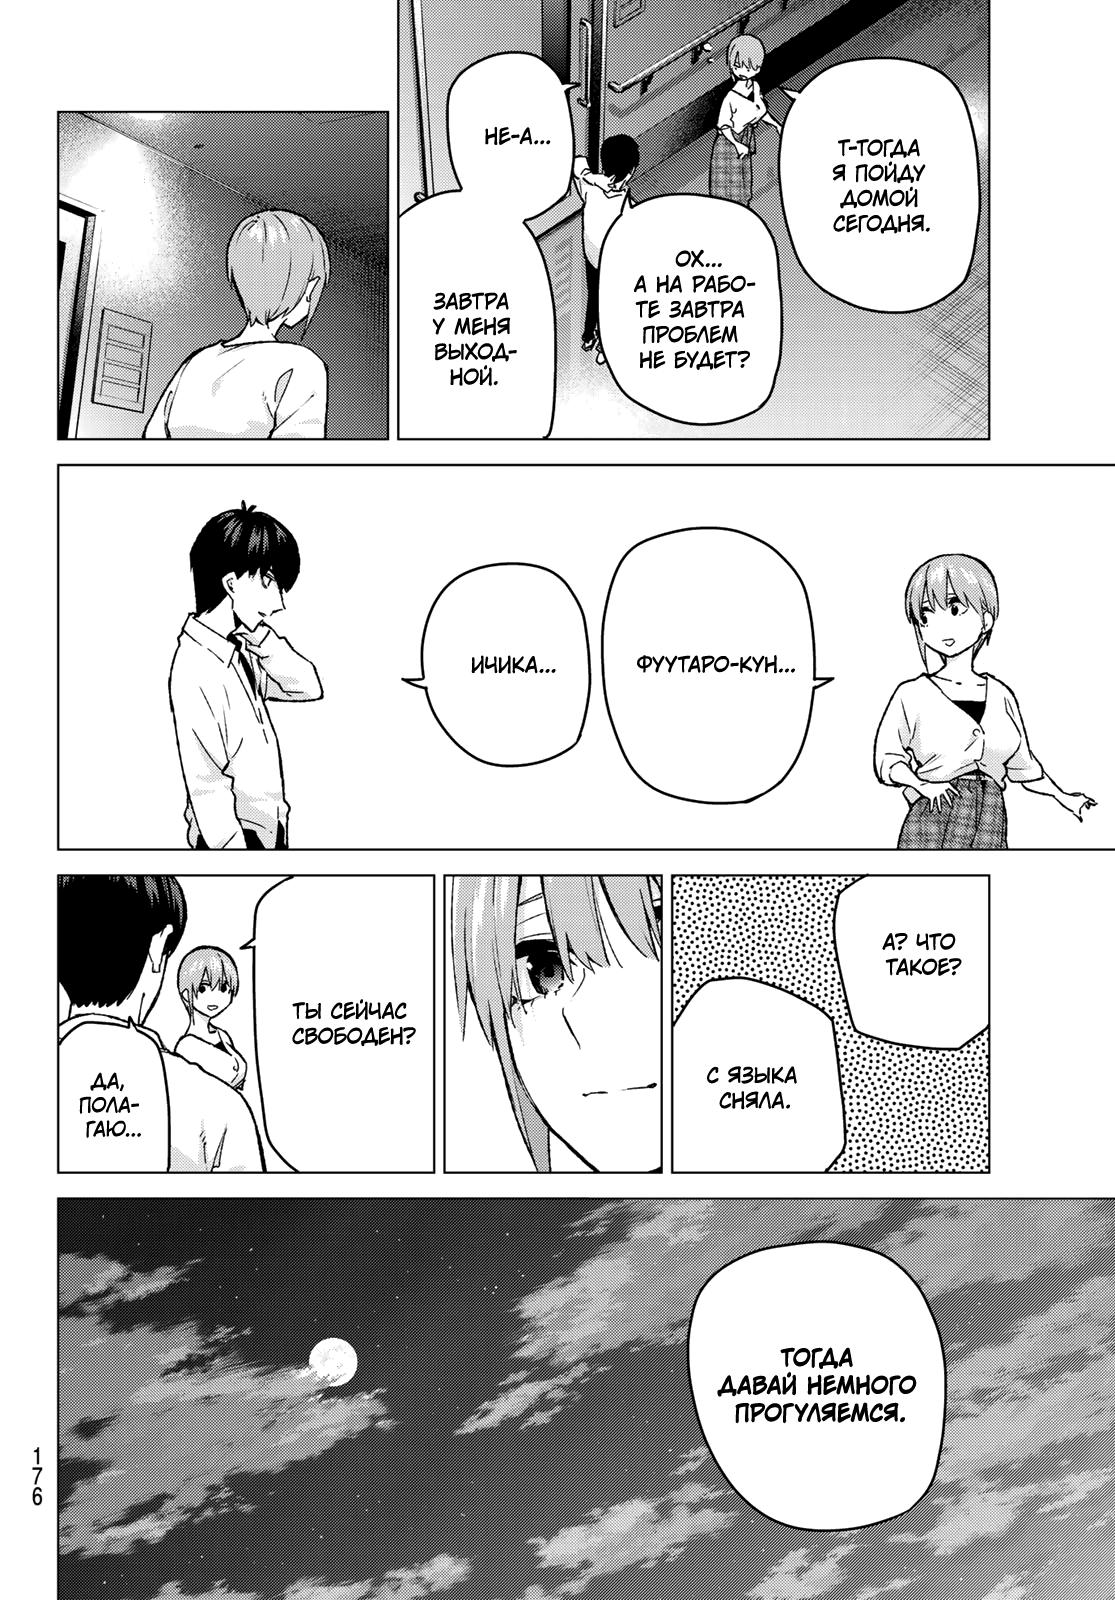 Т-ТОГДА
Я ПОЙДУ
ДОМОЙ
СЕГОДНЯ.
ОХ...
А НА РАБО-
ТЕ ЗАВТРА
ПРОБЛЕМ
НЕ БУДЕТ?
НЕ-А...
ЗАВТРА
У МЕНЯ
ВЫХОД-
НОЙ.
ФУУТАРО-КУН...
ИЧИКА...
А? ЧТО
ТАКОЕ?
С ЯЗЫКА
СНЯЛА.
ТЫ СЕЙЧАС
СВОБОДЕН?
ДА,
ПОЛА-
ГАЮ...
ТОГДА
ДАВАЙ НЕМНОГО
ПРОГУЛЯЕМСЯ.
176